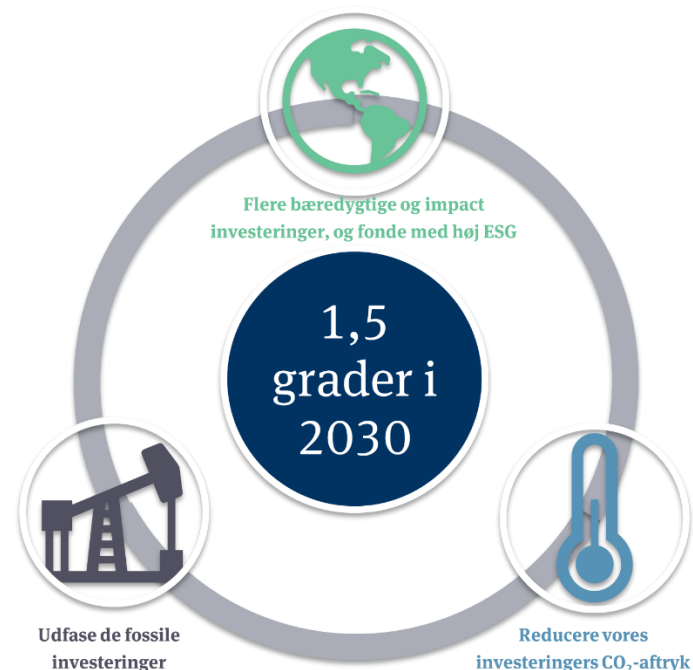 Flere bæredygtige og impact
investeringer, og fonde med høj ESG
1,5
grader i
2030
Udfase de fossile
investeringer
Reducere vores
investeringers CO₂-aftryk